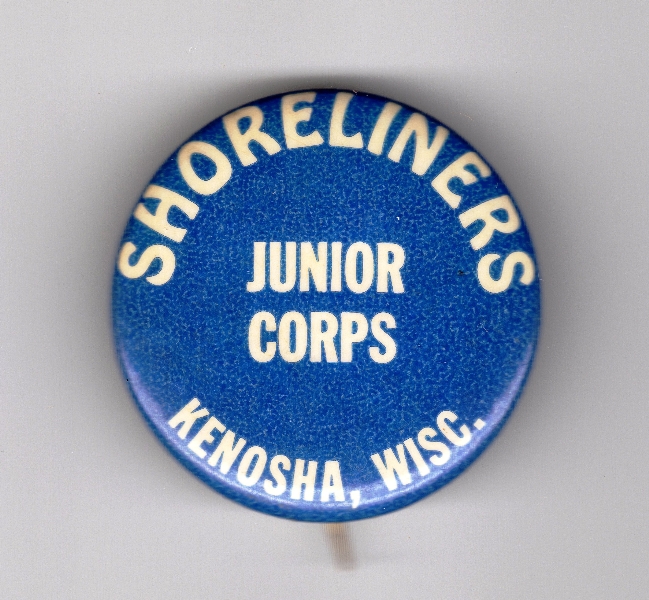 SHORELINERS
JUNIOR
CORPS
KENOSHA, WISC.